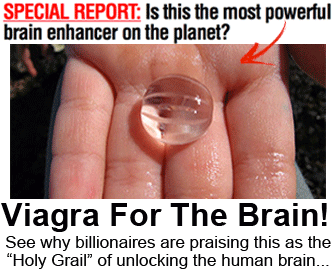 SPECIAL REPORT: Is this the most powerful
brain enhancer on the planet?
Viagra For The Brain!
See why billionaires are praising this as the
“Holy Grail” of unlocking the human brain...